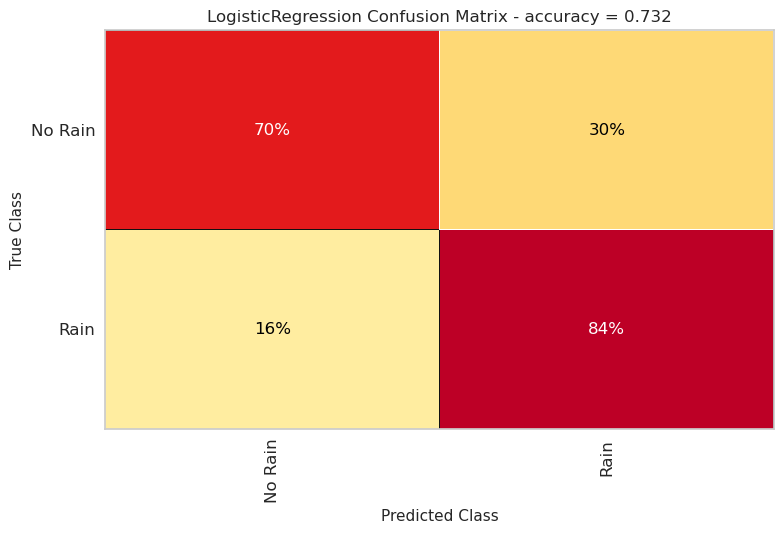 LogisticRegression Confusion Matrix - accuracy = 0.732
True Class
No Rain
70%
30%
Rain
16%
84%
No Rain
Rain
Predicted Class